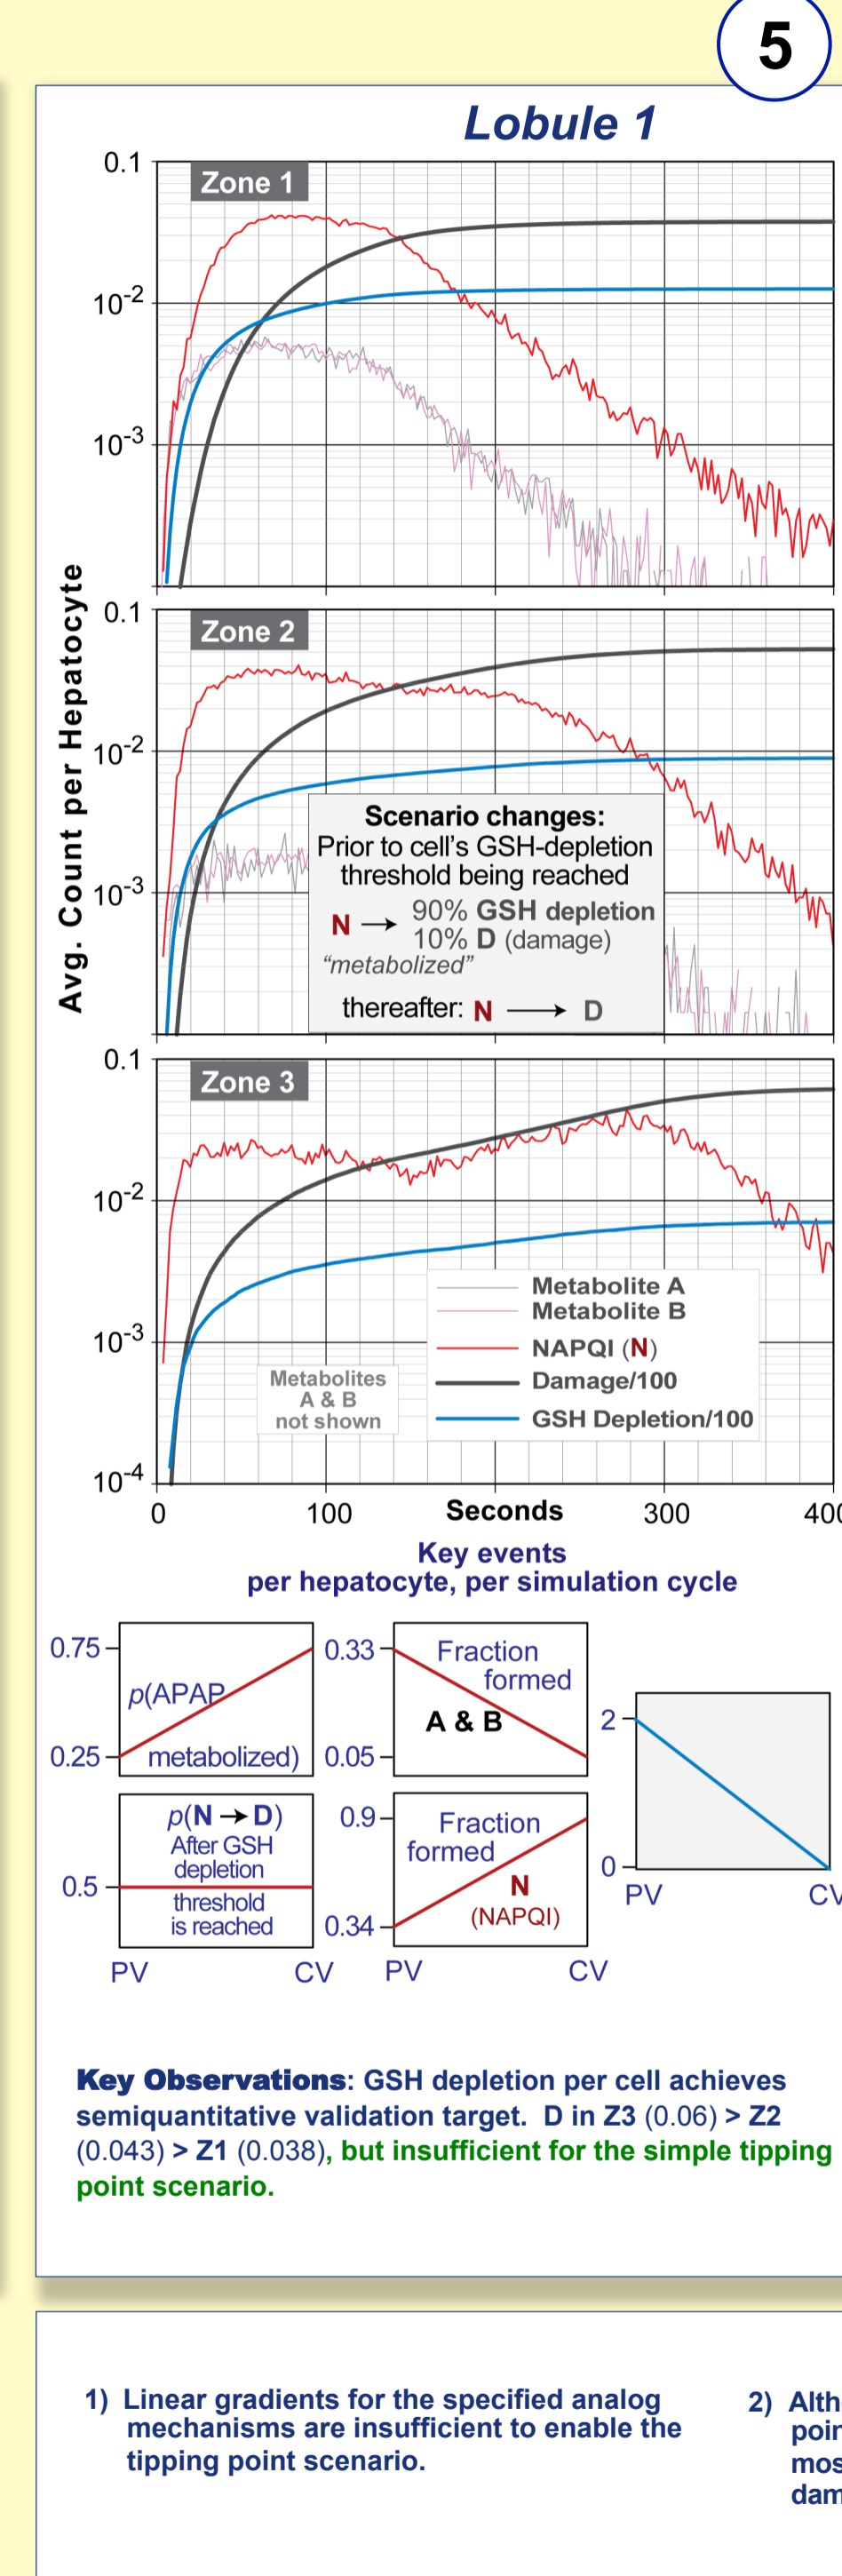 5
Lobule 1
Avg. Count per Hepatocyte
0.1
Zone 1
10-2
10-3
0.1
Zone 2
10-2
10-3
Scenario changes:
Prior to cell's GSH-depletion
threshold being reached
N → 90% GSH depletion
10% D (damage)
“metabolized”
thereafter: N → D
0.1
Zone 3
10-2
10-3
10-4
Metabolites
A & B
not shown
Metabolite A
Metabolite B
NAPQI (N)
Damage/100
GSH Depletion/100
0 100 Seconds 300 400
Key events
per hepatocyte, per simulation cycle
0.75
p(APAP
0.25
metabolized)
0.33
Fraction
formed
A & B
0.05
p(N → D)
After GSH
depletion
0.5
threshold
is reached
PV CV
0.9
Fraction
formed
N
(NAPQI)
0.34
PV CV
2
0
PV CV
Key Observations: GSH depletion per cell achieves
semiquantitative validation target. D in Z3 (0.06) > Z2
(0.043) > Z1 (0.038), but insufficient for the simple tipping
point scenario.
1) Linear gradients for the specified analog
mechanisms are insufficient to enable the
tipping point scenario.
2) Alth
poin
mos
dam